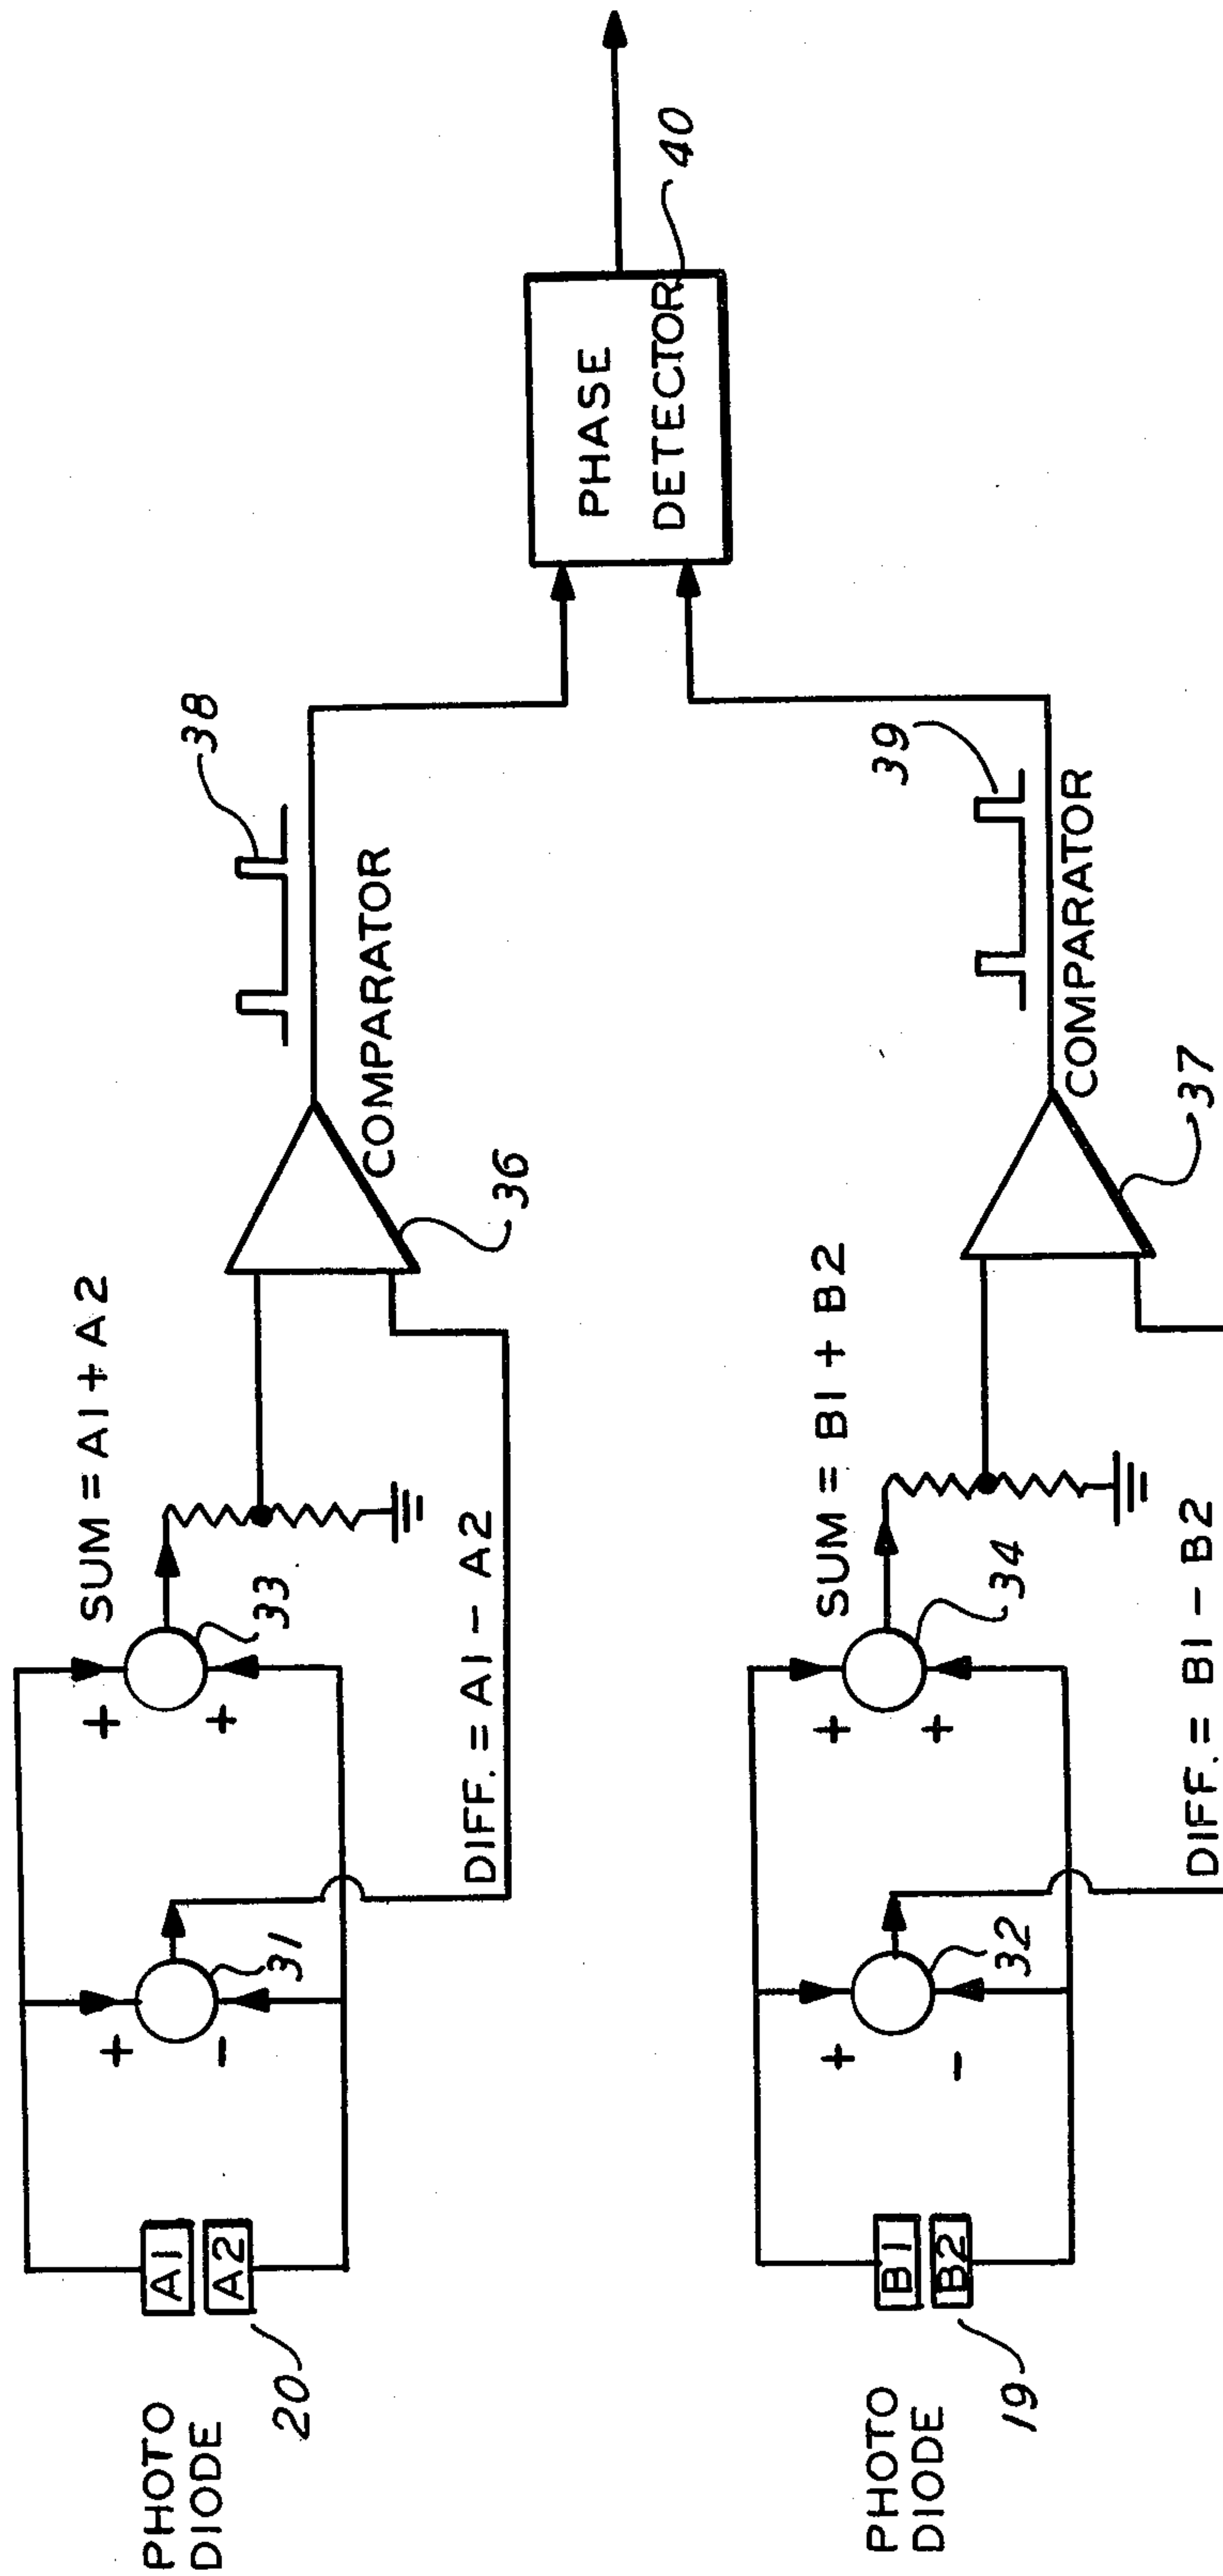 PHOTO
DIODE
20
A1
A2
+
-
31
+
+
33
SUM = A1 + A2
DIFF. = A1 - A2
36
COMPARATOR
38
PHASE
DETECTOR
40
PHOTO
DIODE
19
B1
B2
+
-
32
+
+
34
SUM = B1 + B2
DIFF. = B1 - B2
37
COMPARATOR
39